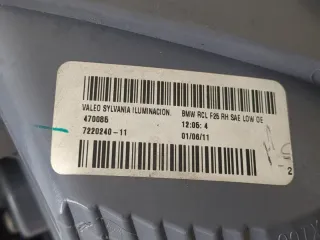 VALEO SYLVANIA ILUMINACION. BMW RCL F25 RH SAE LOW OE
470086 12:05: 4
7220240-11 01/06/11
2